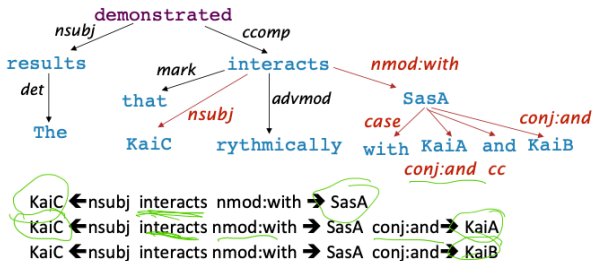 demonstrated
nsubj ccomp
results mark interacts nmod:with
det that nsubj advmod SasA
case conj:and
The KaiC rythmically with KaiA and KaiB
conj:and cc
KaiC 🡸nsubj interacts nmod:with🡺 SasA
KaiC 🡸nsubj interacts nmod:with🡺 SasA conj:and🡺 KaiA
KaiC 🡸nsubj interacts nmod:with🡺 SasA conj:and🡺 KaiB